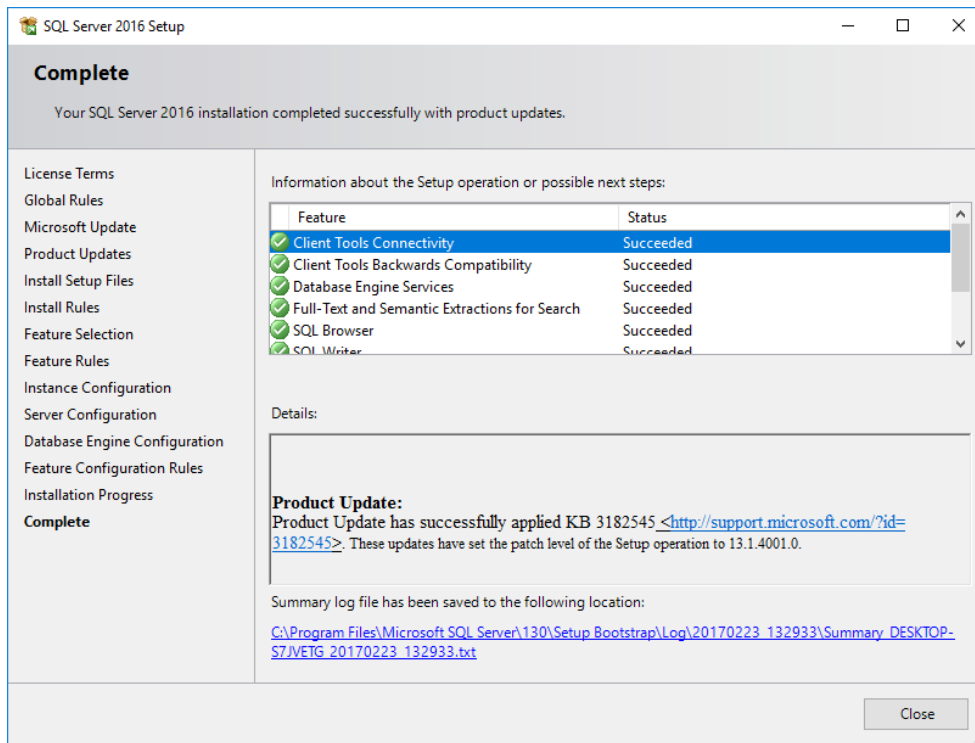 SQL Server 2016 Setup
Complete
Your SQL Server 2016 installation completed successfully with product updates.
License Terms
Global Rules
Microsoft Update
Product Updates
Install Setup Files
Install Rules
Feature Selection
Feature Rules
Instance Configuration
Server Configuration
Database Engine Configuration
Feature Configuration Rules
Installation Progress
Complete
Information about the Setup operation or possible next steps:
Feature Status
Client Tools Connectivity Succeeded
Client Tools Backwards Compatibility Succeeded
Database Engine Services Succeeded
Full-Text and Semantic Extractions for Search Succeeded
SQL Browser Succeeded
SQL Writer Succeeded
Details:
Product Update:
Product Update has successfully applied KB 3182545 <http://support.microsoft.com/?id=
3182545>. These updates have set the patch level of the Setup operation to 13.1.4001.0.
Summary log file has been saved to the following location:
C:\Program Files\Microsoft SQL Server\130\Setup Bootstrap\Log\20170223_132933\Summary_DESKTOP-
S7JVETG_20170223_132933.txt
Close